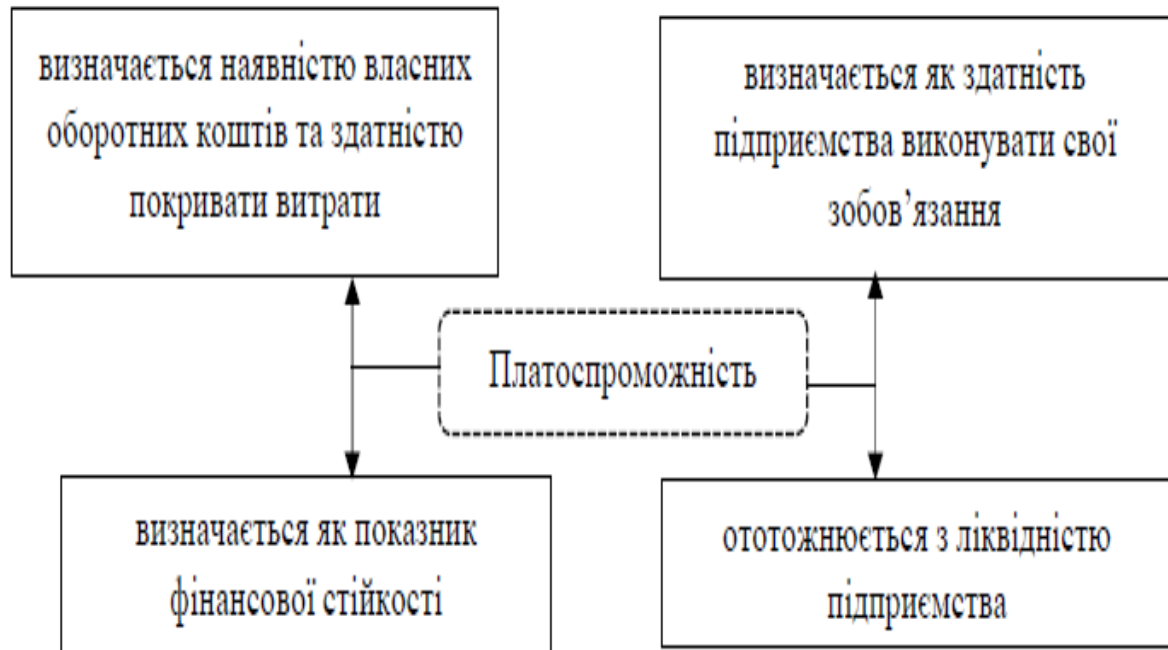 визначається наявністю власних
оборотних коштів та здатністю
покривати витрати
визначається як здатність
підприємства виконувати свої
зобов’язання
Платоспроможність
визначається як показник
фінансової стійкості
ототожнюється з ліквідністю
підприємства